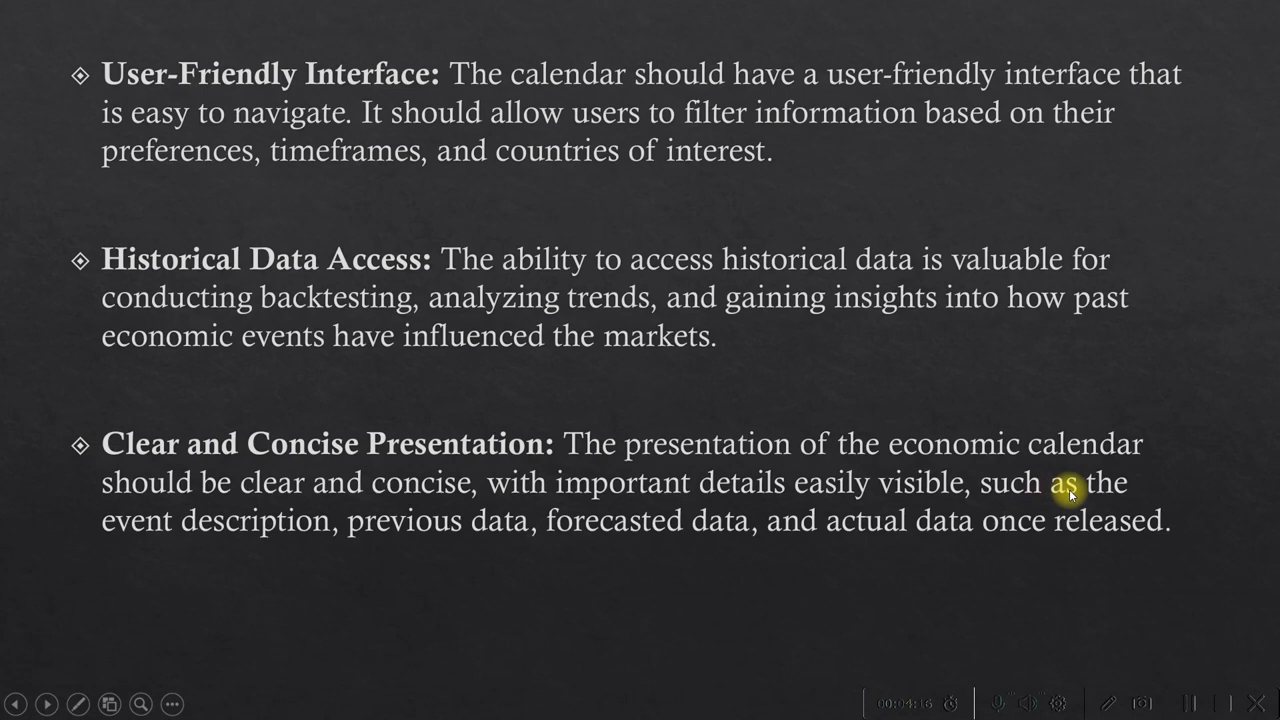 User-Friendly Interface: The calendar should have a user-friendly interface that
is easy to navigate. It should allow users to filter information based on their
preferences, timeframes, and countries of interest.
Historical Data Access: The ability to access historical data is valuable for
conducting backtesting, analyzing trends, and gaining insights into how past
economic events have influenced the markets.
Clear and Concise Presentation: The presentation of the economic calendar
should be clear and concise, with important details easily visible, such as the
event description, previous data, forecasted data, and actual data once released.
00:04:16